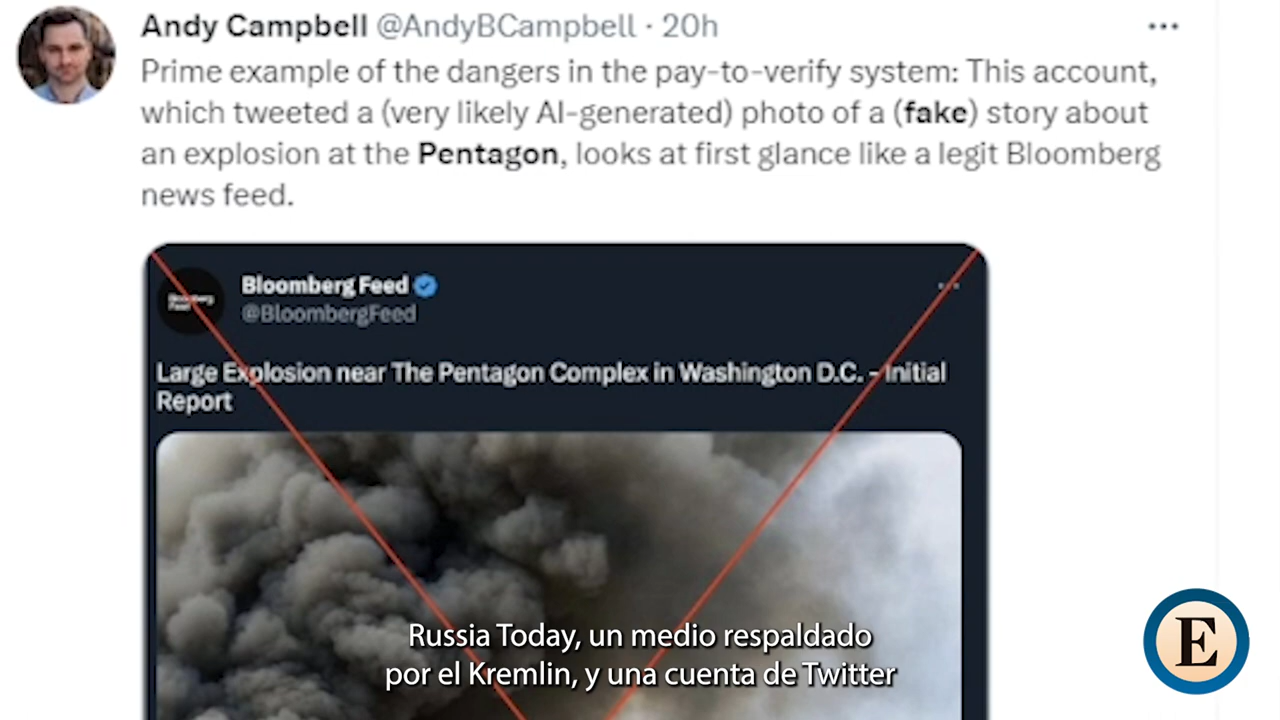 Andy Campbell @AndyBCampbell · 20h
Prime example of the dangers in the pay-to-verify system: This account,
which tweeted a (very likely AI-generated) photo of a (fake) story about
an explosion at the Pentagon, looks at first glance like a legit Bloomberg
news feed.
Bloomberg Feed
Bloomberg Feed
@BloombergFeed
Large Explosion near The Pentagon Complex in Washington D.C. - Initial
Report
Russia Today, un medio respaldado
por el Kremlin, y una cuenta de Twitter
E